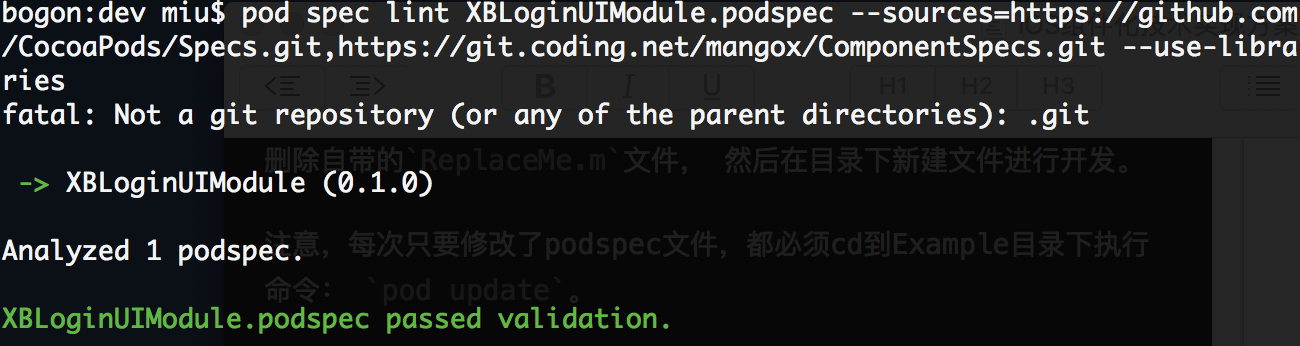 bogon:dev miu$ pod spec lint XBLoginUIModule.podspec --sources=https://github.com
/CocoaPods/Specs.git,https://git.coding.net/mangox/ComponentSpecs.git --use-libra
ries
B I U H1 H2 H3
fatal: Not a git repository (or any of the parent directories): .git
删除自带的`ReplaceMe.m`文件， 然后在目录下新建文件进行开发。
-> XBLoginUIModule (0.1.0)
注意，每次只要修改了podspec文件，都必须cd到Example目录下执行
Analyzed 1 podspec.
命令： `pod update`。
XBLoginUIModule.podspec passed validation.